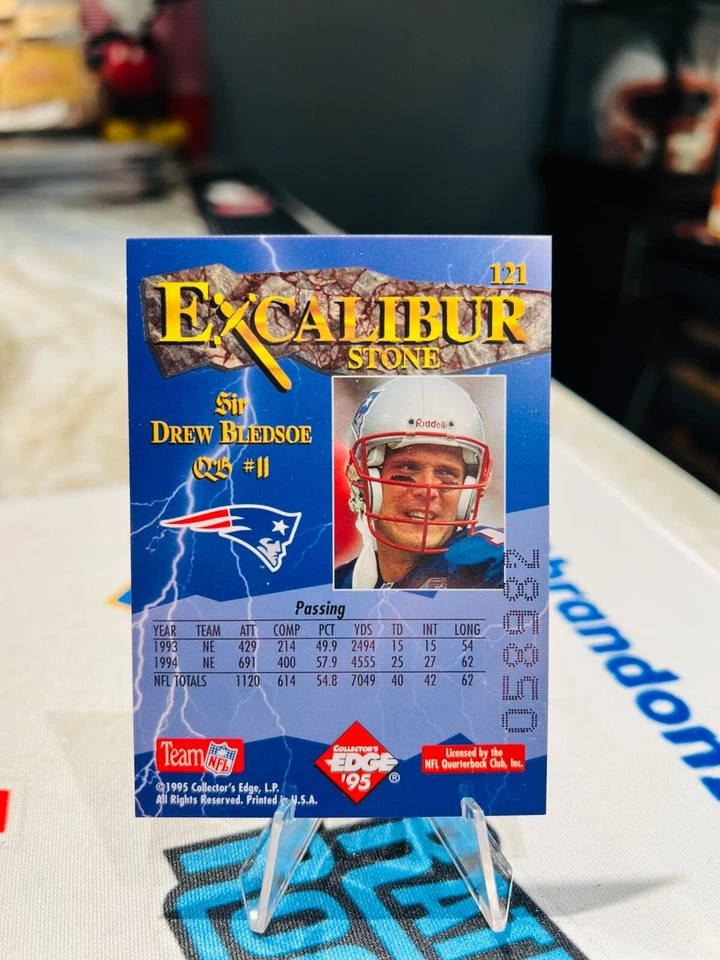 121
EXCALIBUR
STONE
Sir
DREW BLEDSOE
QB #11
Riddell
Passing
YEAR TEAM ATT COMP PCT YDS TD INT LONG
1993 NE 429 214 49.9 2494 15 15 54
1994 NE 691 400 57.9 4555 25 27 62
NFL TOTALS 1120 614 54.8 7049 40 42 62
058982
Team NFL
COLLECTOR'S
EDGE ®
'95
Licensed by the
NFL Quarterback Club, Inc.
©1995 Collector's Edge, L.P.
All Rights Reserved. Printed in U.S.A.